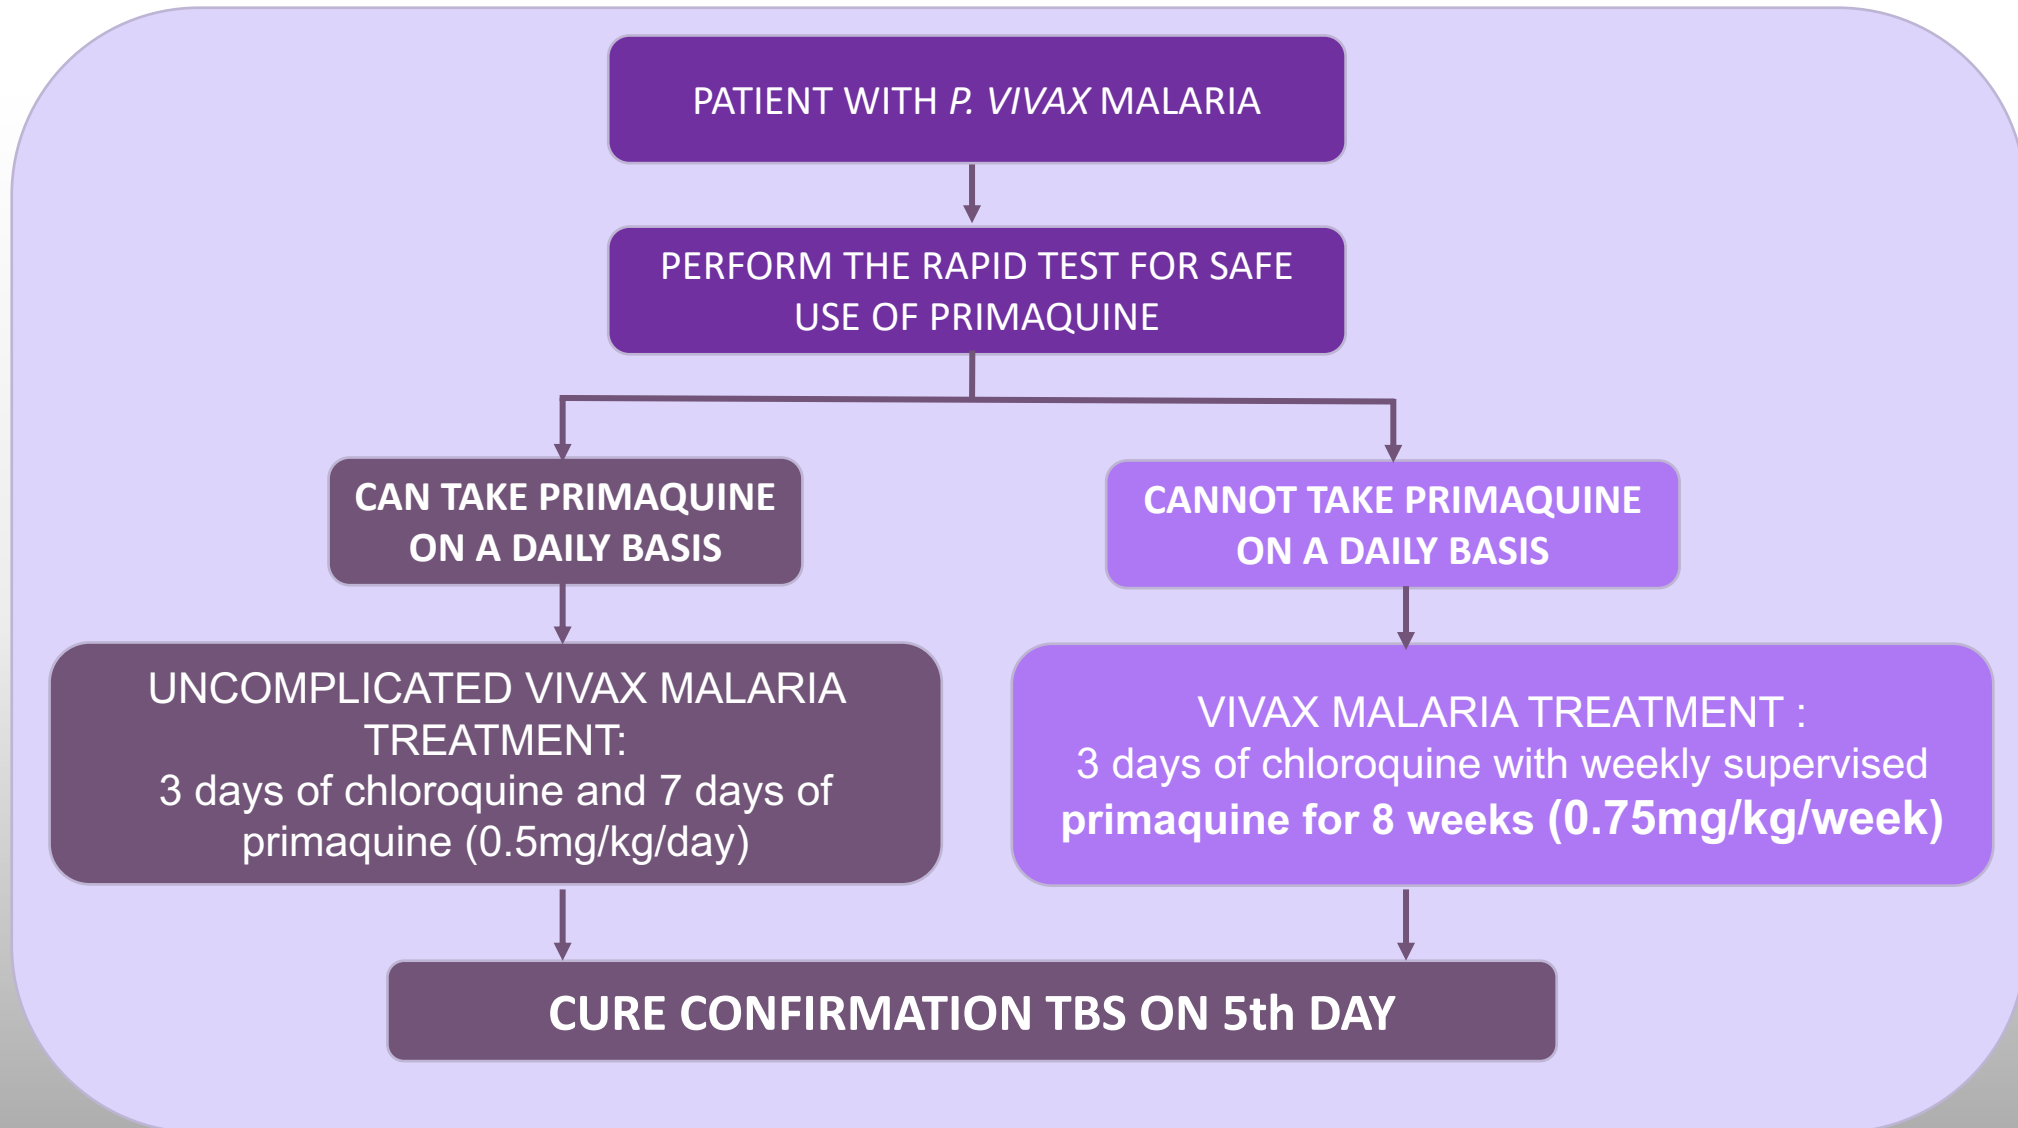 PATIENT WITH P. VIVAX MALARIA
PERFORM THE RAPID TEST FOR SAFE
USE OF PRIMAQUINE
CAN TAKE PRIMAQUINE
ON A DAILY BASIS
CANNOT TAKE PRIMAQUINE
ON A DAILY BASIS
UNCOMPLICATED VIVAX MALARIA
TREATMENT:
3 days of chloroquine and 7 days of
primaquine (0.5mg/kg/day)
VIVAX MALARIA TREATMENT :
3 days of chloroquine with weekly supervised
primaquine for 8 weeks (0.75mg/kg/week)
CURE CONFIRMATION TBS ON 5th DAY